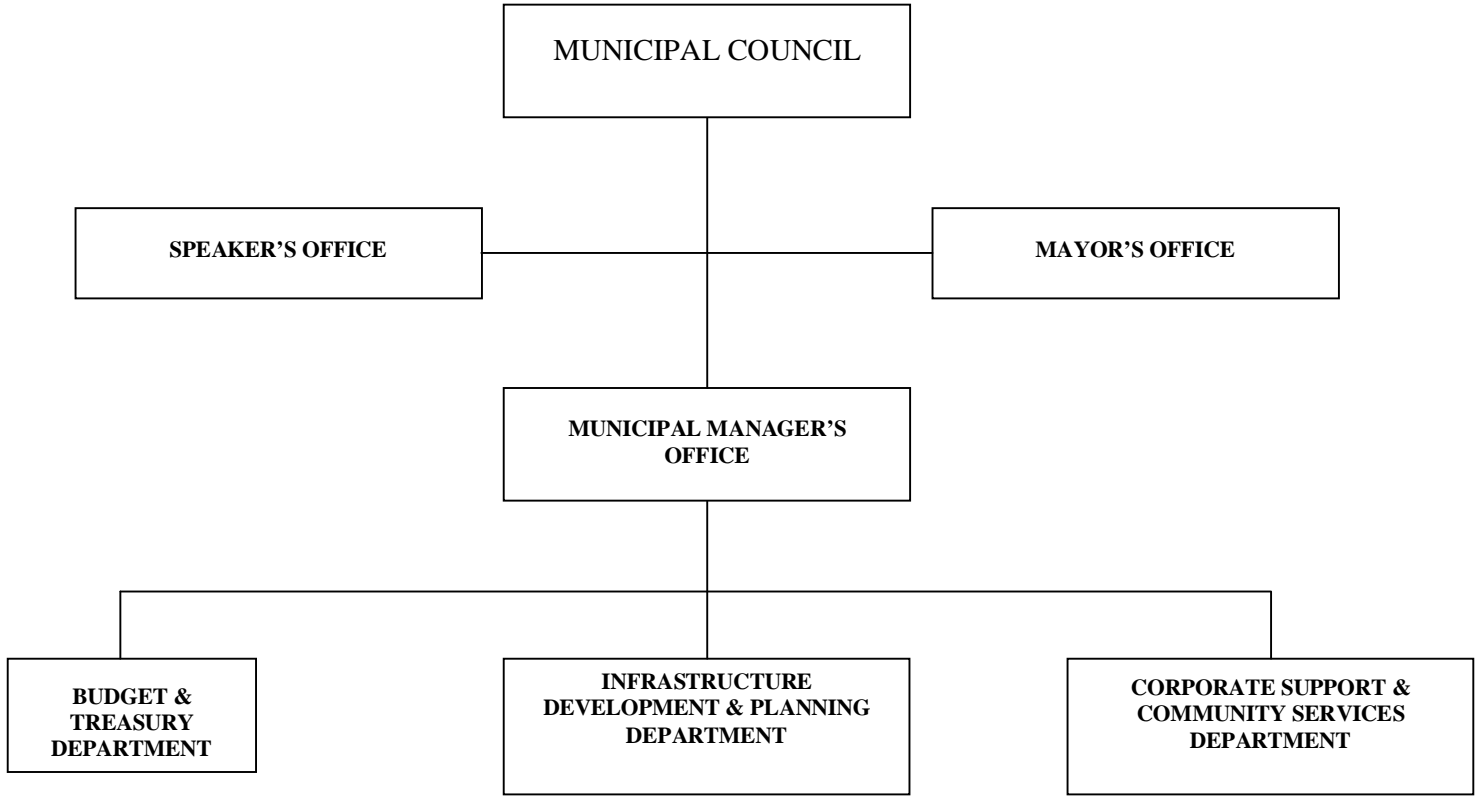 MUNICIPAL COUNCIL
SPEAKER’S OFFICE
MAYOR’S OFFICE
MUNICIPAL MANAGER’S
OFFICE
BUDGET &
TREASURY
DEPARTMENT
INFRASTRUCTURE
DEVELOPMENT & PLANNING
DEPARTMENT
CORPORATE SUPPORT &
COMMUNITY SERVICES
DEPARTMENT